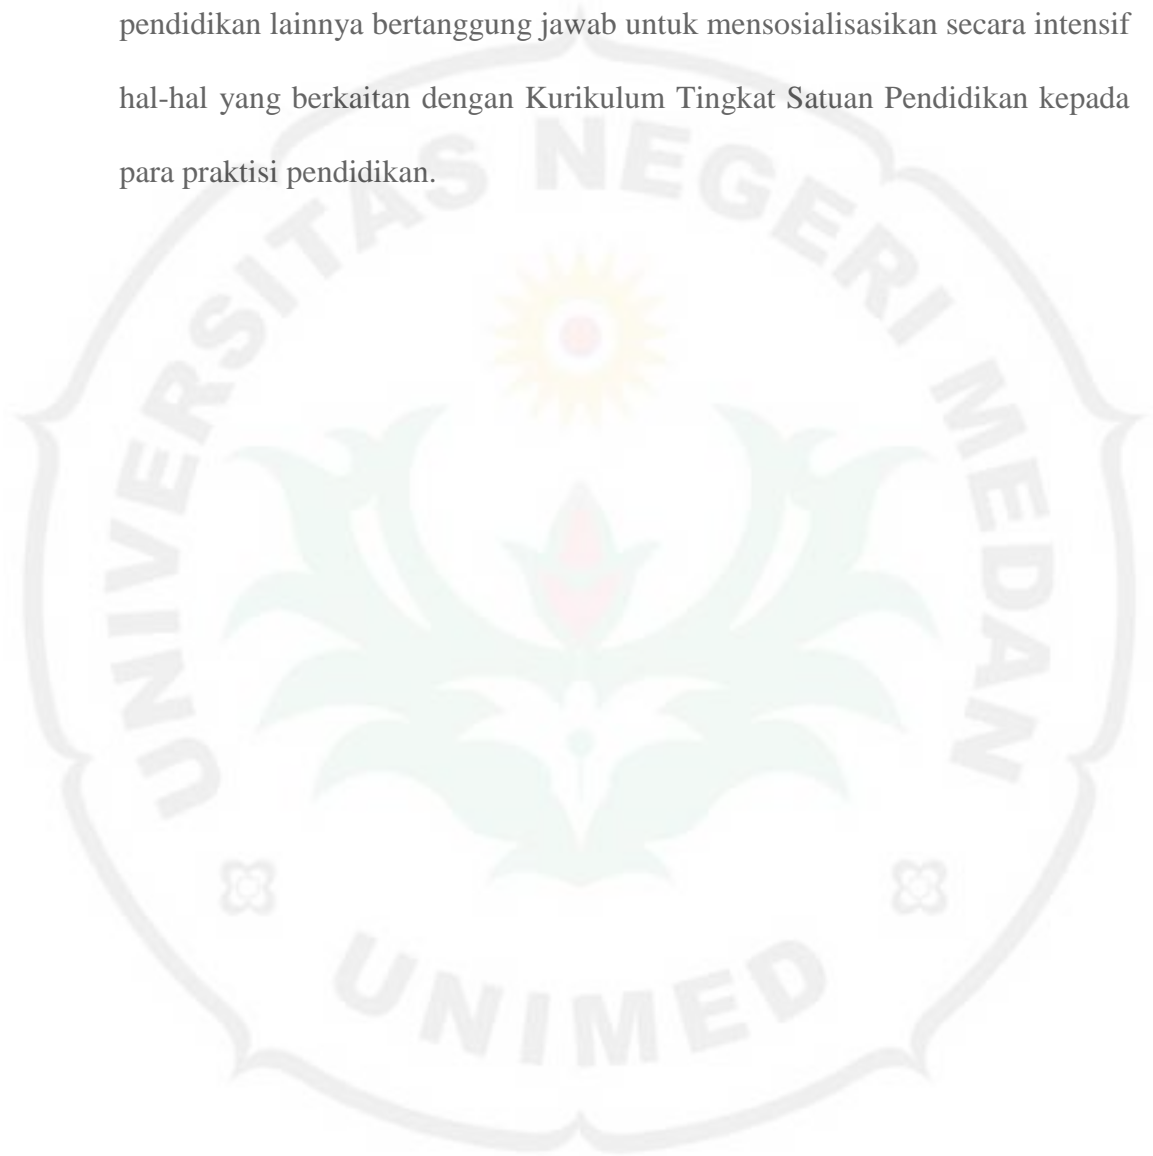 pendidikan lainnya bertanggung jawab untuk mensosialisasikan secara intensif
hal-hal yang berkaitan dengan Kurikulum Tingkat Satuan Pendidikan kepada
para praktisi pendidikan.
UNIVERSITAS NEGERI MEDAN
UNIMED